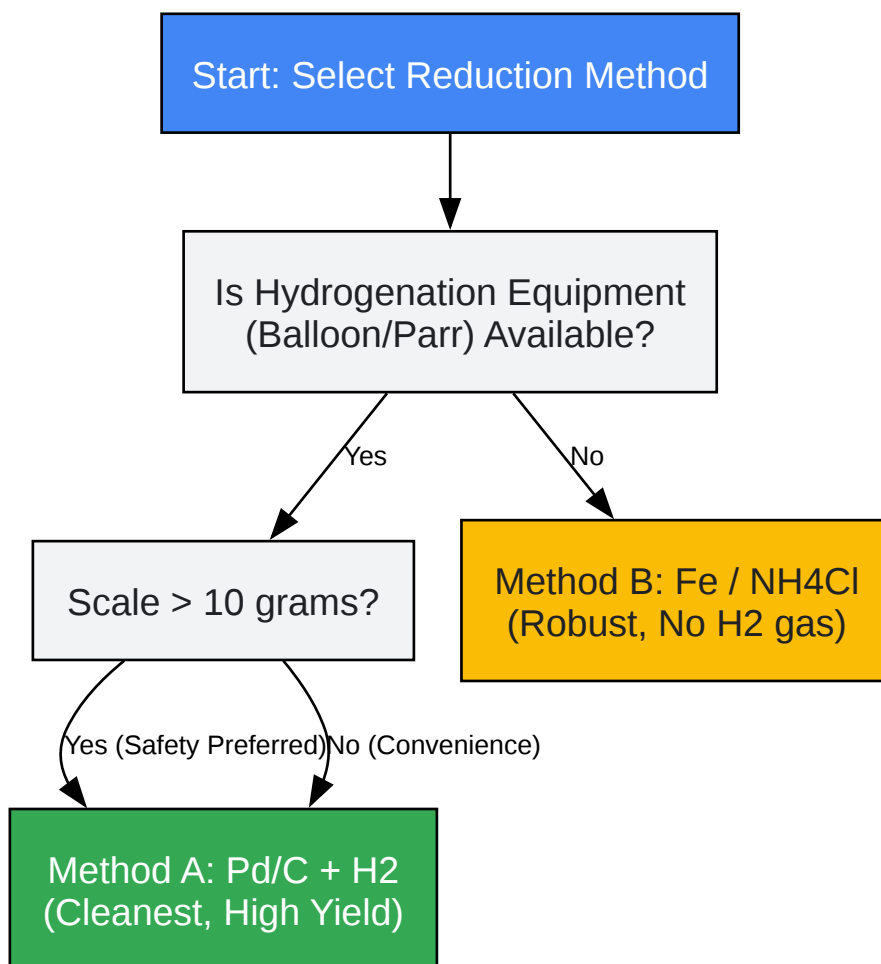 Start: Select Reduction Method
Is Hydrogenation Equipment
(Balloon/Parr) Available?
Yes
No
Scale > 10 grams?
Method B: Fe / NH4Cl
(Robust, No H2 gas)
Yes (Safety Preferred)
No (Convenience)
Method A: Pd/C + H2
(Cleanest, High Yield)